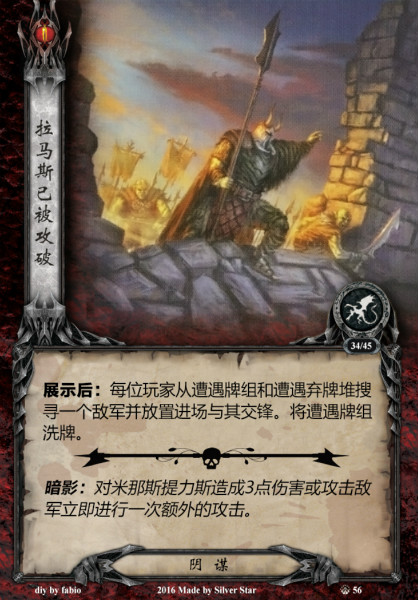 拉马斯已被攻破
34/45
展示后：每位玩家从遭遇牌组和遭遇弃牌堆搜
寻一个敌军并放置进场与其交锋。将遭遇牌组
洗牌。
暗影：对米那斯提力斯造成3点伤害或攻击敌
军立即进行一次额外的攻击。
阴谋
diy by fabio
2016 Made by Silver Star
56